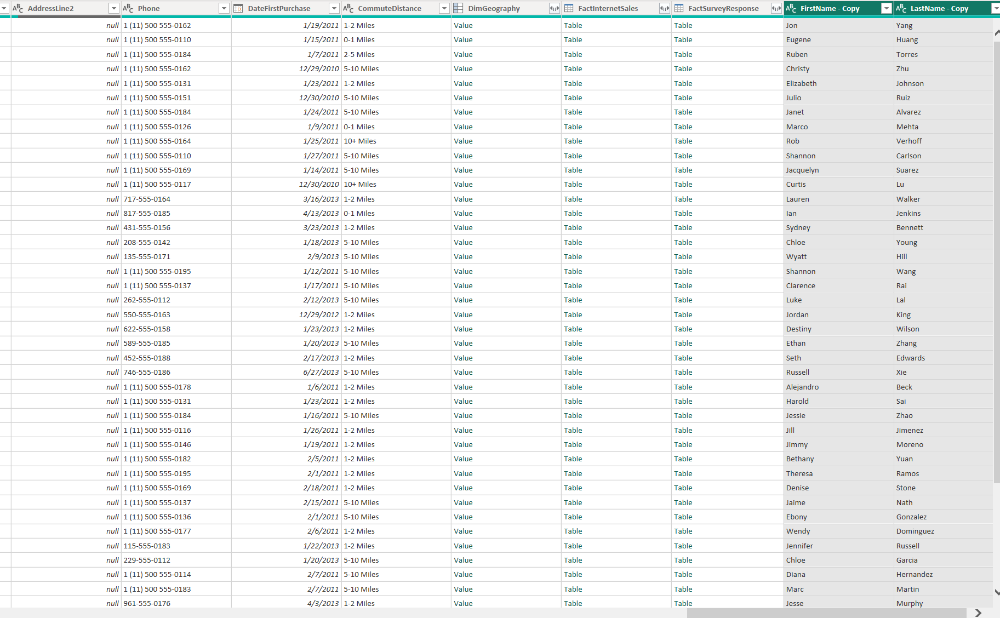 AddressLine2 Phone DateFirstPurchase CommuteDistance DimGeography FactInternetSales FactSurveyResponse FirstName - Copy LastName - Copy
null 1 (11) 500 555-0162 1/19/2011 1-2 Miles Value Table Table Jon Yang
null 1 (11) 500 555-0110 1/15/2011 0-1 Miles Value Table Table Eugene Huang
null 1 (11) 500 555-0184 1/7/2011 2-5 Miles Value Table Table Ruben Torres
null 1 (11) 500 555-0162 12/29/2010 5-10 Miles Value Table Table Christy Zhu
null 1 (11) 500 555-0131 1/23/2011 1-2 Miles Value Table Table Elizabeth Johnson
null 1 (11) 500 555-0151 12/30/2010 5-10 Miles Value Table Table Julio Ruiz
null 1 (11) 500 555-0184 1/24/2011 5-10 Miles Value Table Table Janet Alvarez
null 1 (11) 500 555-0126 1/9/2011 0-1 Miles Value Table Table Marco Mehta
null 1 (11) 500 555-0164 1/25/2011 10+ Miles Value Table Table Rob Verhoff
null 1 (11) 500 555-0110 1/27/2011 5-10 Miles Value Table Table Shannon Carlson
null 1 (11) 500 555-0169 1/14/2011 5-10 Miles Value Table Table Jacquelyn Suarez
null 1 (11) 500 555-0117 12/30/2010 10+ Miles Value Table Table Curtis Lu
null 717-555-0164 3/16/2013 1-2 Miles Value Table Table Lauren Walker
null 817-555-0185 4/13/2013 0-1 Miles Value Table Table Ian Jenkins
null 431-555-0156 3/23/2013 1-2 Miles Value Table Table Sydney Bennett
null 208-555-0142 1/18/2013 5-10 Miles Value Table Table Chloe Young
null 135-555-0171 2/9/2013 5-10 Miles Value Table Table Wyatt Hill
null 1 (11) 500 555-0195 1/12/2011 5-10 Miles Value Table Table Shannon Wang
null 1 (11) 500 555-0137 1/17/2011 5-10 Miles Value Table Table Clarence Rai
null 262-555-0112 2/12/2013 5-10 Miles Value Table Table Luke Lal
null 550-555-0163 12/29/2012 1-2 Miles Value Table Table Jordan King
null 622-555-0158 1/23/2013 1-2 Miles Value Table Table Destiny Wilson
null 589-555-0185 1/20/2013 5-10 Miles Value Table Table Ethan Zhang
null 452-555-0188 2/17/2013 1-2 Miles Value Table Table Seth Edwards
null 746-555-0186 6/27/2013 5-10 Miles Value Table Table Russell Xie
null 1 (11) 500 555-0178 1/6/2011 1-2 Miles Value Table Table Alejandro Beck
null 1 (11) 500 555-0131 1/23/2011 1-2 Miles Value Table Table Harold Sai
null 1 (11) 500 555-0184 1/16/2011 5-10 Miles Value Table Table Jessie Zhao
null 1 (11) 500 555-0116 1/26/2011 1-2 Miles Value Table Table Jill Jimenez
null 1 (11) 500 555-0146 1/19/2011 1-2 Miles Value Table Table Jimmy Moreno
null 1 (11) 500 555-0182 2/5/2011 1-2 Miles Value Table Table Bethany Yuan
null 1 (11) 500 555-0195 2/1/2011 1-2 Miles Value Table Table Theresa Ramos
null 1 (11) 500 555-0169 2/18/2011 1-2 Miles Value Table Table Denise Stone
null 1 (11) 500 555-0137 2/15/2011 5-10 Miles Value Table Table Jaime Nath
null 1 (11) 500 555-0136 2/1/2011 5-10 Miles Value Table Table Ebony Gonzalez
null 1 (11) 500 555-0177 2/6/2011 1-2 Miles Value Table Table Wendy Dominguez
null 115-555-0183 1/22/2013 1-2 Miles Value Table Table Jennifer Russell
null 229-555-0112 1/20/2013 5-10 Miles Value Table Table Chloe Garcia
null 1 (11) 500 555-0114 2/7/2011 5-10 Miles Value Table Table Diana Hernandez
null 1 (11) 500 555-0183 2/7/2011 5-10 Miles Value Table Table Marc Martin
null 961-555-0176 4/3/2013 1-2 Miles Value Table Table Jesse Murphy